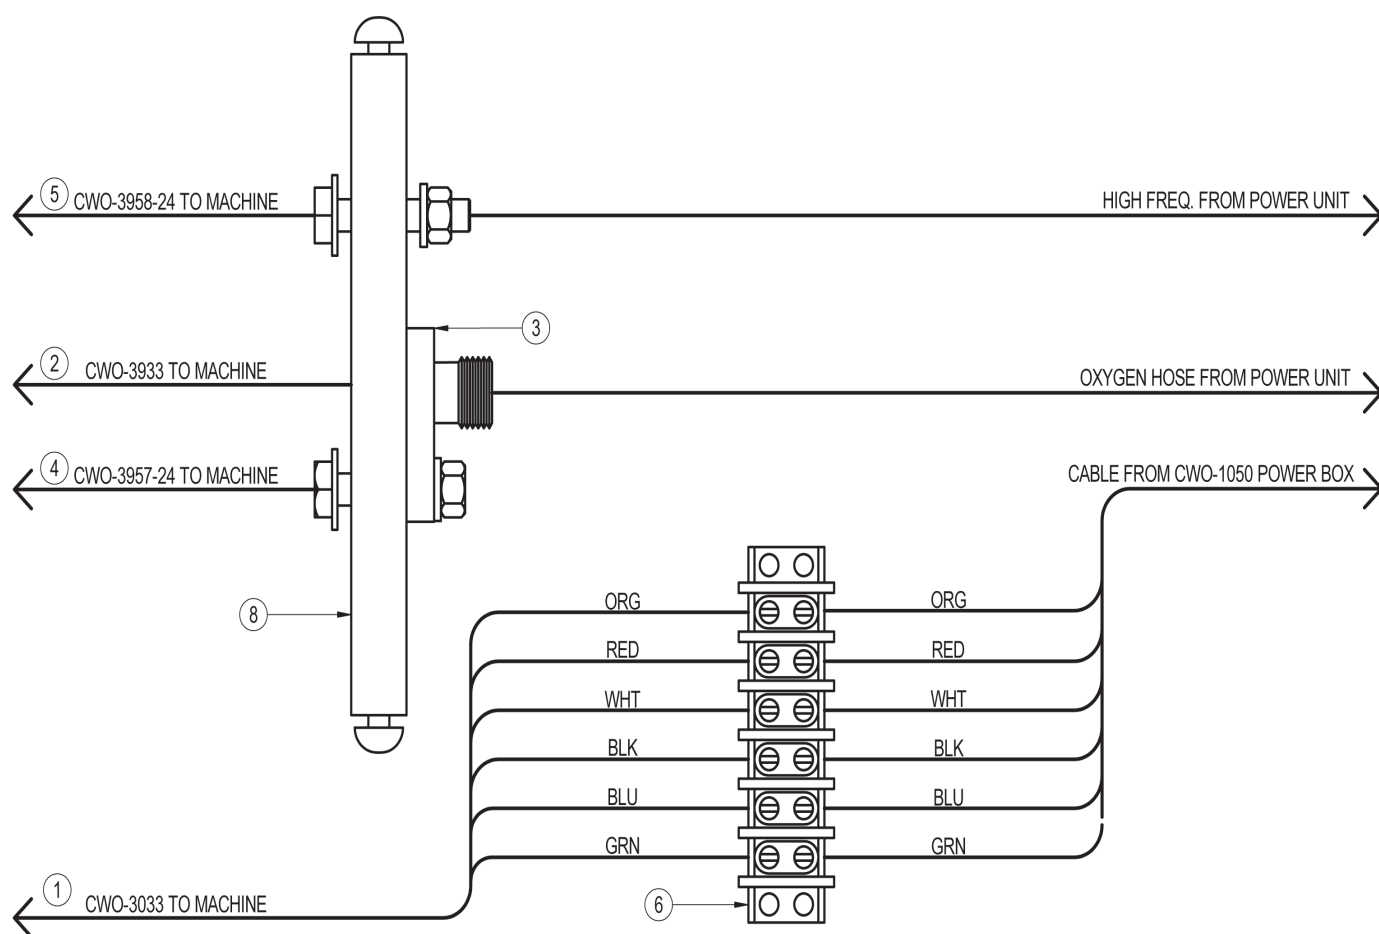 5 CWO-3958-24 TO MACHINE
HIGH FREQ. FROM POWER UNIT
3
2 CWO-3933 TO MACHINE
OXYGEN HOSE FROM POWER UNIT
4 CWO-3957-24 TO MACHINE
CABLE FROM CWO-1050 POWER BOX
8
ORG ORG
RED RED
WHT WHT
BLK BLK
BLU BLU
GRN GRN
1 CWO-3033 TO MACHINE
6